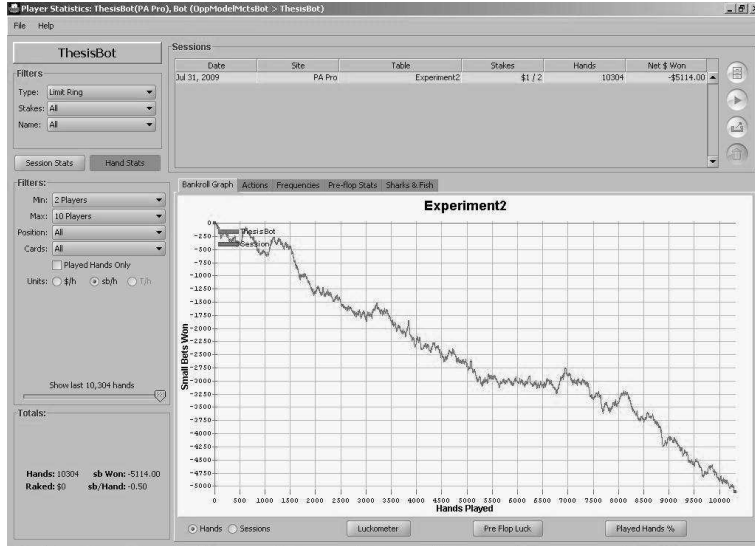 Player Statistics: ThesisBot(PA Pro), Bot (OppModelMctsBot > ThesisBot)
File Help
ThesisBot
Filters
Type: Limit Ring
Stakes: All
Name: All
Session Stats Hand Stats
Filters:
Min: 2 Players
Max: 10 Players
Position: All
Cards: All
Played Hands Only
Units: $/h sb/h T/h
Show last 10,304 hands
Totals:
Hands: 10304 sb Won: -5114.00
Raked: $0 sb/Hand: -0.50
Sessions
Date Site Table Stakes Hands Net $ Won
Jul 31, 2009 PA Pro Experiment2 $1 / 2 10304 -$5114.00
Bankroll Graph Actions Frequencies Pre-flop Stats Sharks & Fish
Experiment2
ThesisBot
Session
Small Bets Won
0
-250
-500
-750
-1000
-1250
-1500
-1750
-2000
-2250
-2500
-2750
-3000
-3250
-3500
-3750
-4000
-4250
-4500
-4750
-5000
0 500 1000 1500 2000 2500 3000 3500 4000 4500 5000 5500 6000 6500 7000 7500 8000 8500 9000 9500 10000
Hands Played
Hands Sessions
Luckometer Pre Flop Luck Played Hands %